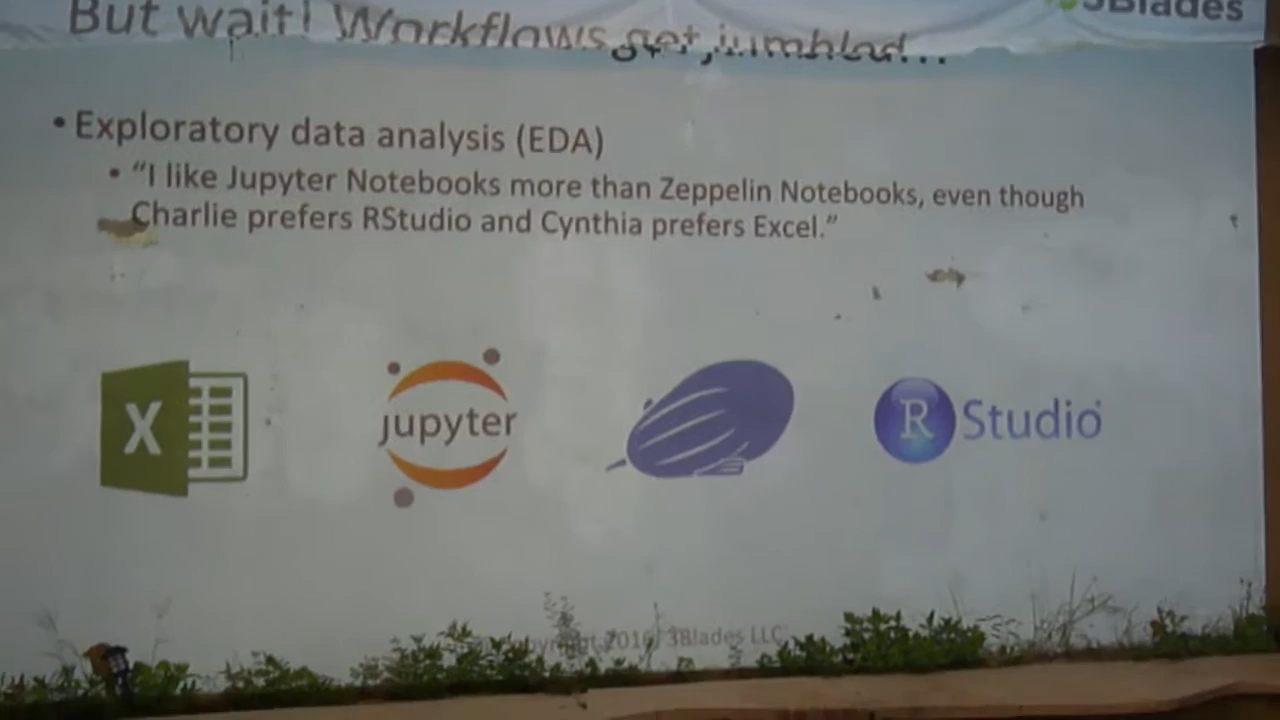 But wait! Workflows get jumbled...
3Blades
• Exploratory data analysis (EDA)
• “I like Jupyter Notebooks more than Zeppelin Notebooks, even though
Charlie prefers RStudio and Cynthia prefers Excel.”
X
jupyter
R Studio
Copyright 2016, 3Blades LLC.